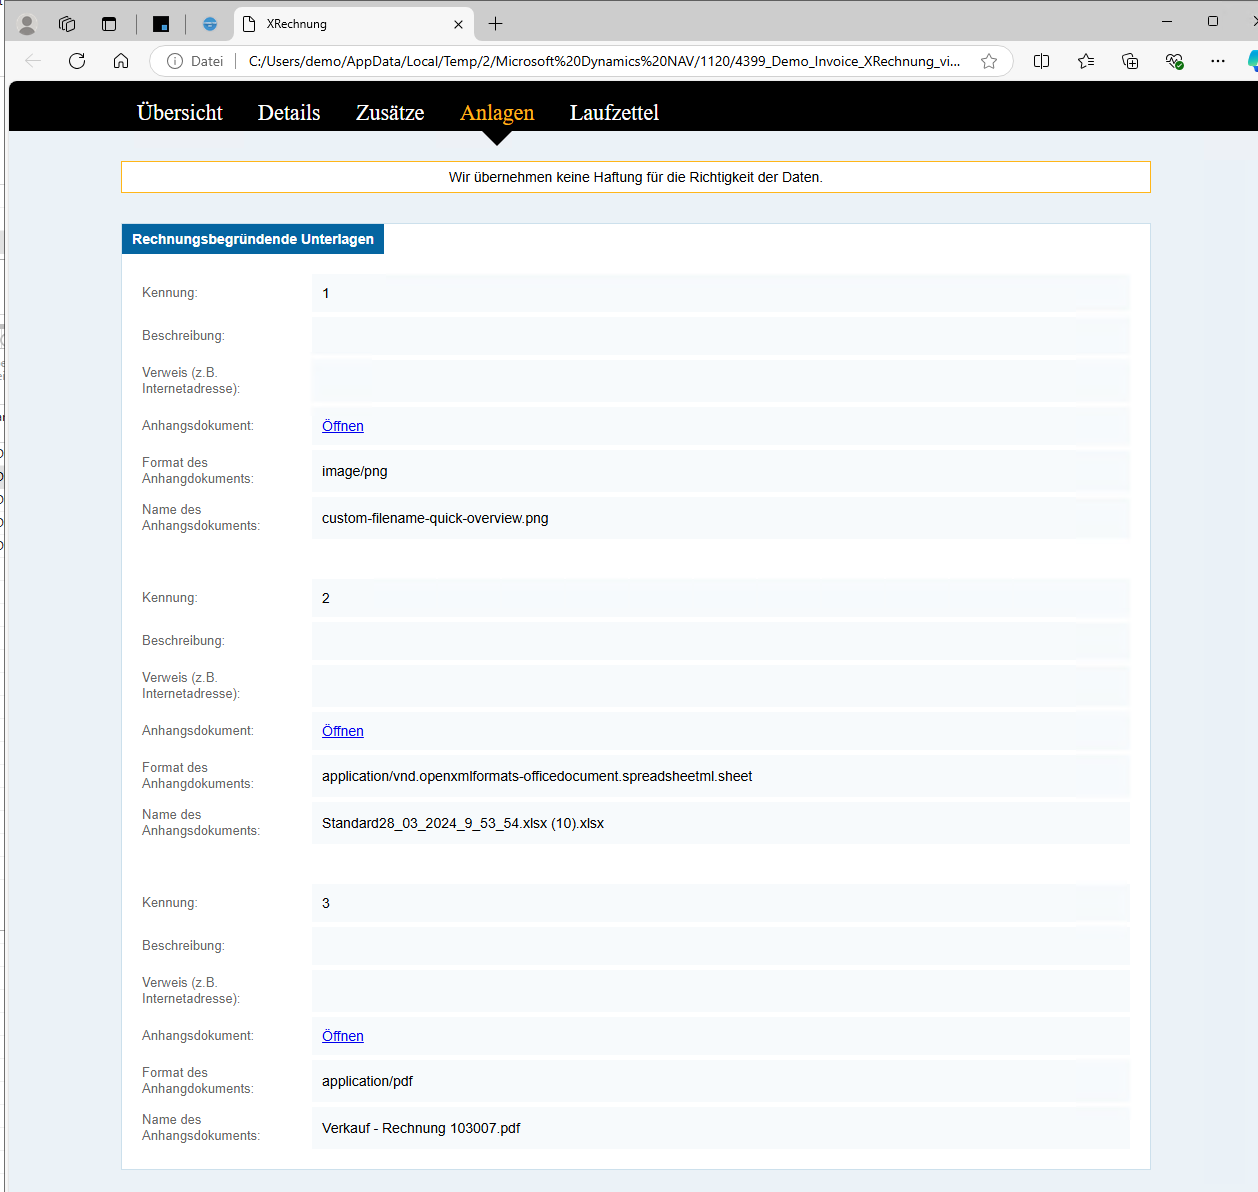 XRechnung
Datei
C:/Users/demo/AppData/Local/Temp/2/Microsoft%20Dynamics%20NAV/1120/4399_Demo_Invoice_XRechnung_vi...
Übersicht
Details
Zusätze
Anlagen
Laufzettel
Wir übernehmen keine Haftung für die Richtigkeit der Daten.
Rechnungsbegründende Unterlagen
Kennung:
1
Beschreibung:
Verweis (z.B.
Internetadresse):
Anhangsdokument:
Öffnen
Format des
Anhangdokuments:
image/png
Name des
Anhangsdokuments:
custom-filename-quick-overview.png
Kennung:
2
Beschreibung:
Verweis (z.B.
Internetadresse):
Anhangsdokument:
Öffnen
Format des
Anhangdokuments:
application/vnd.openxmlformats-officedocument.spreadsheetml.sheet
Name des
Anhangsdokuments:
Standard28_03_2024_9_53_54.xlsx (10).xlsx
Kennung:
3
Beschreibung:
Verweis (z.B.
Internetadresse):
Anhangsdokument:
Öffnen
Format des
Anhangdokuments:
application/pdf
Name des
Anhangsdokuments:
Verkauf - Rechnung 103007.pdf